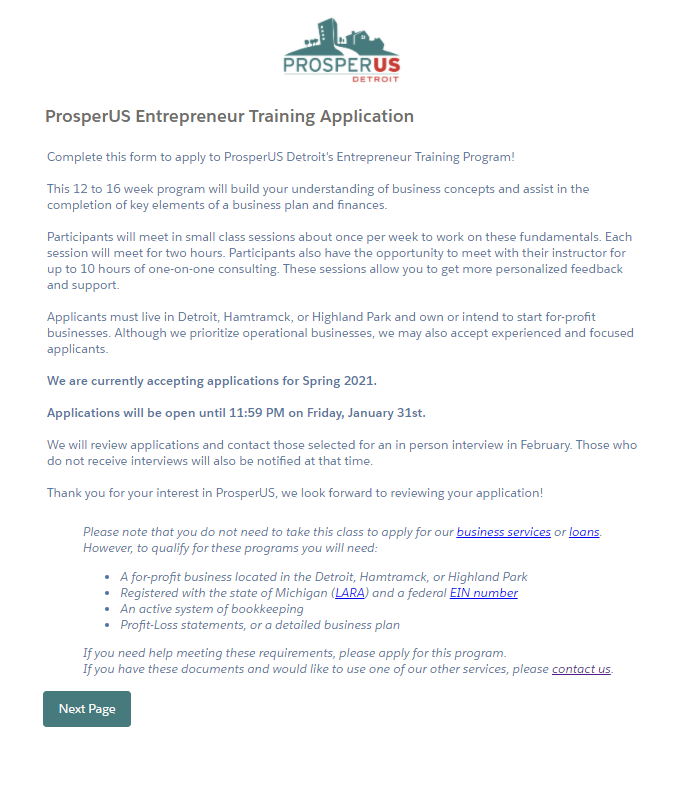 PROSPERUS
DETROIT
ProsperUS Entrepreneur Training Application
Complete this form to apply to ProsperUS Detroit's Entrepreneur Training Program!
This 12 to 16 week program will build your understanding of business concepts and assist in the
completion of key elements of a business plan and finances.
Participants will meet in small class sessions about once per week to work on these fundamentals. Each
session will meet for two hours. Participants also have the opportunity to meet with their instructor for
up to 10 hours of one-on-one consulting. These sessions allow you to get more personalized feedback
and support.
Applicants must live in Detroit, Hamtramck, or Highland Park and own or intend to start for-profit
businesses. Although we prioritize operational businesses, we may also accept experienced and focused
applicants.
We are currently accepting applications for Spring 2021.
Applications will be open until 11:59 PM on Friday, January 31st.
We will review applications and contact those selected for an in person interview in February. Those who
do not receive interviews will also be notified at that time.
Thank you for your interest in ProsperUS, we look forward to reviewing your application!
Please note that you do not need to take this class to apply for our business services or loans.
However, to qualify for these programs you will need:
• A for-profit business located in the Detroit, Hamtramck, or Highland Park
• Registered with the state of Michigan (LARA) and a federal EIN number
• An active system of bookkeeping
• Profit-Loss statements, or a detailed business plan
If you need help meeting these requirements, please apply for this program.
If you have these documents and would like to use one of our other services, please contact us.
Next Page